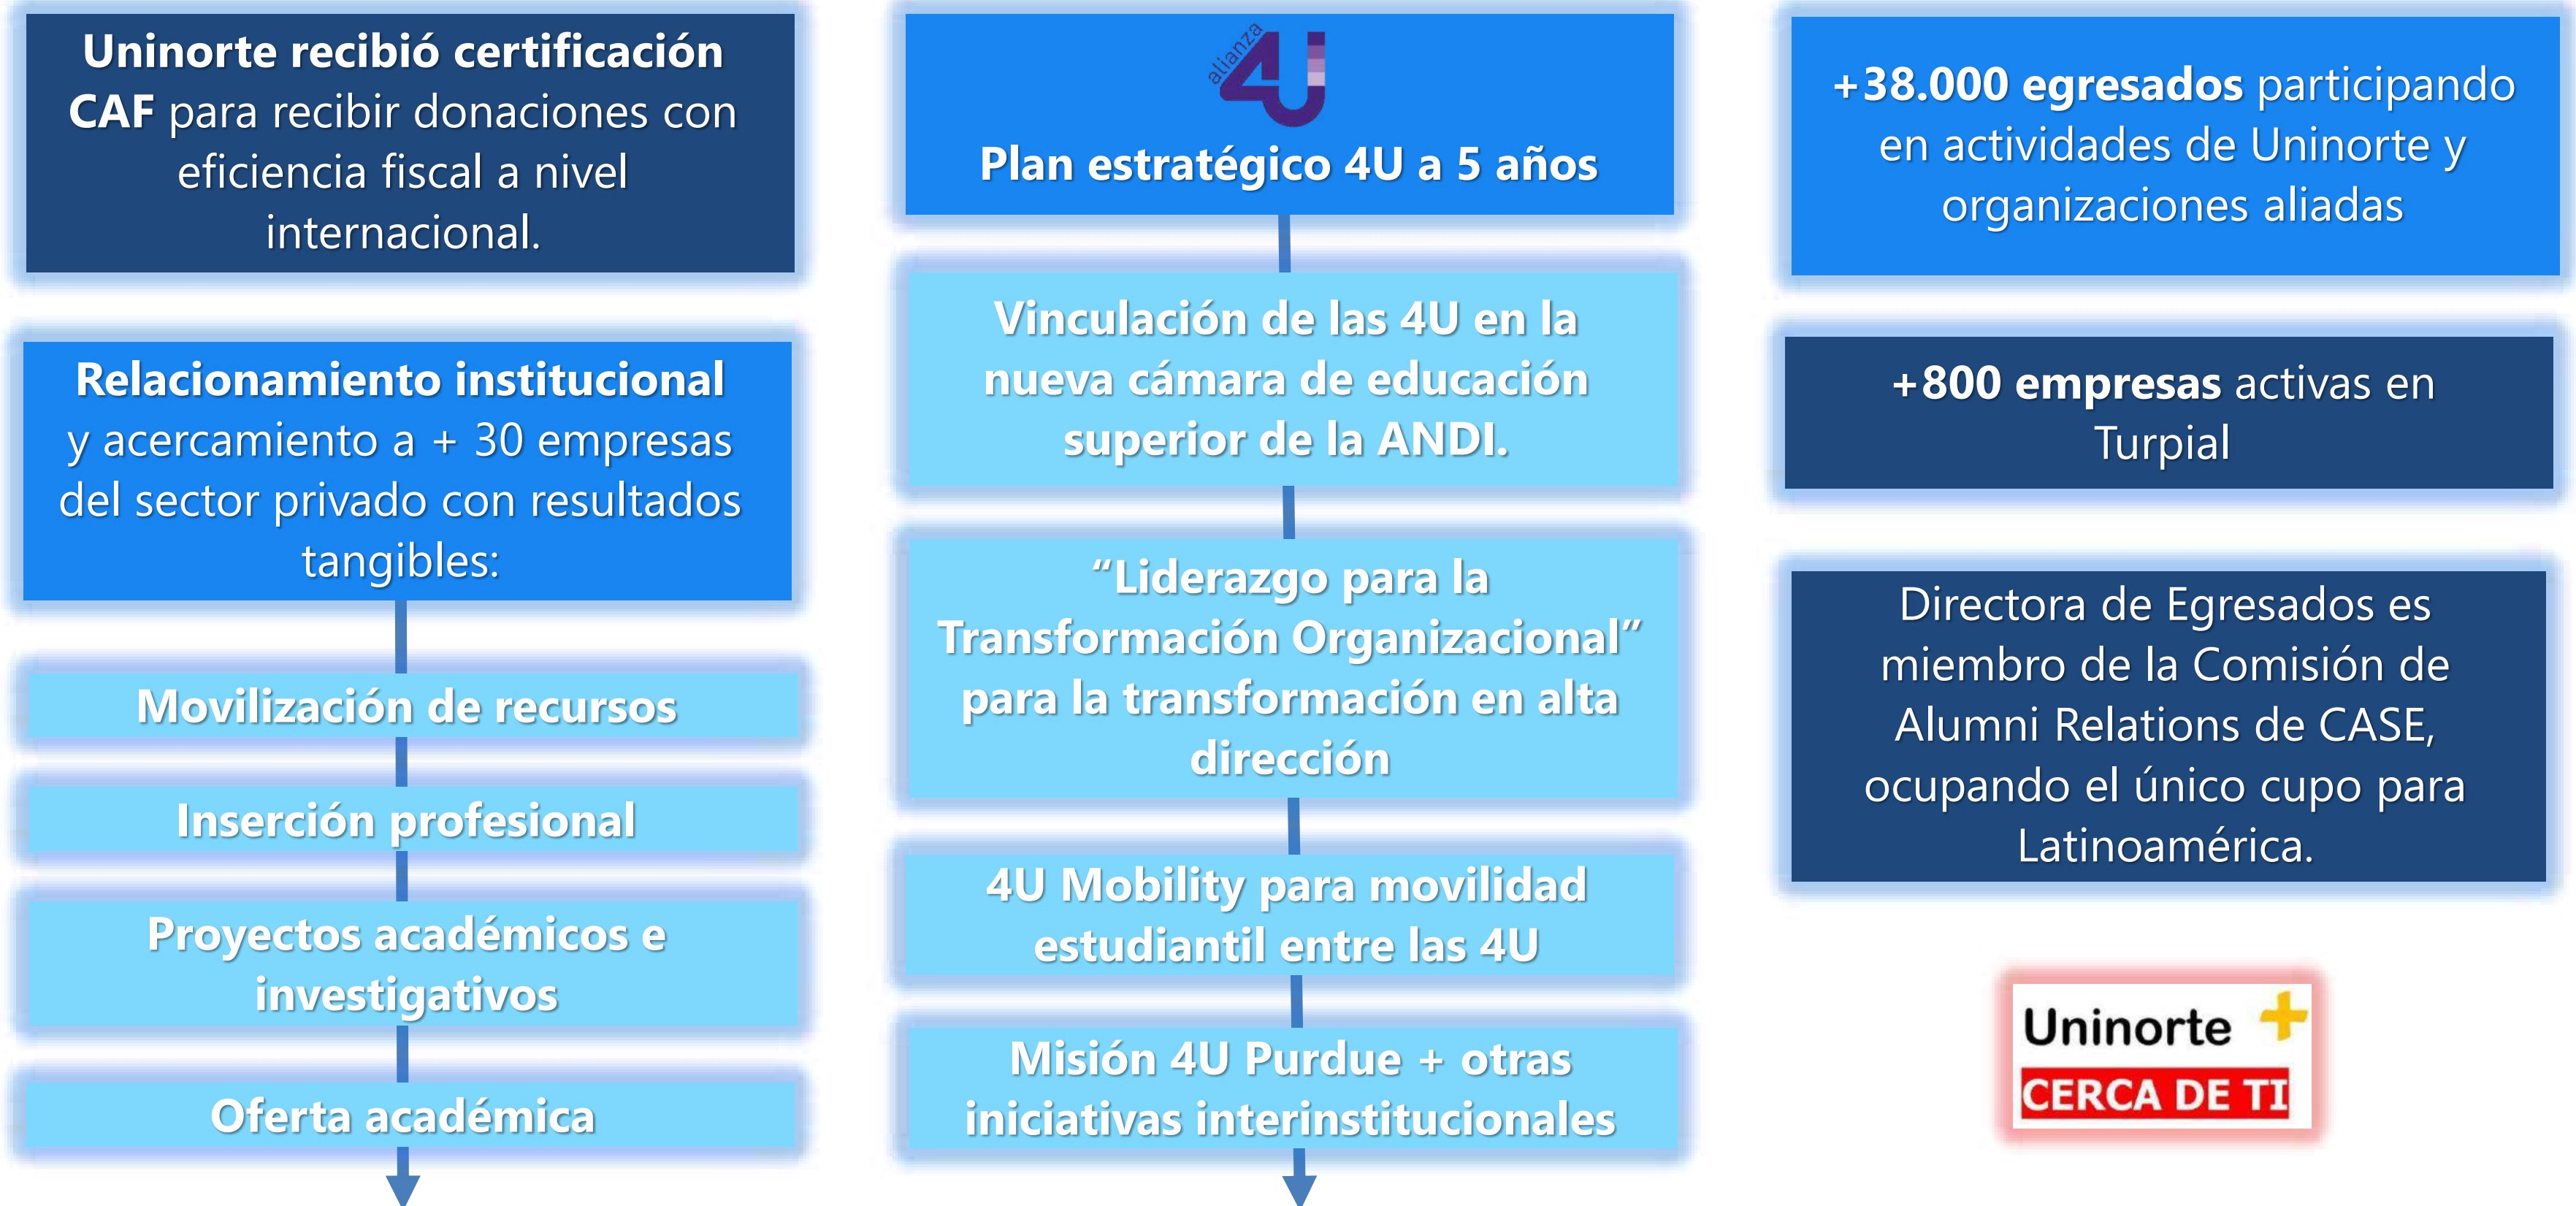 Uninorte recibió certificación
CAF para recibir donaciones con
eficiencia fiscal a nivel
internacional.
Relacionamiento institucional
y acercamiento a + 30 empresas
del sector privado con resultados
tangibles:
Movilización de recursos
Inserción profesional
Proyectos académicos e
investigativos
Oferta académica
alianza
4U
Plan estratégico 4U a 5 años
Vinculación de las 4U en la
nueva cámara de educación
superior de la ANDI.
“Liderazgo para la
Transformación Organizacional”
para la transformación en alta
dirección
4U Mobility para movilidad
estudiantil entre las 4U
Misión 4U Purdue + otras
iniciativas interinstitucionales
+38.000 egresados participando
en actividades de Uninorte y
organizaciones aliadas
+800 empresas activas en
Turpial
Directora de Egresados es
miembro de la Comisión de
Alumni Relations de CASE,
ocupando el único cupo para
Latinoamérica.
Uninorte +
CERCA DE TI